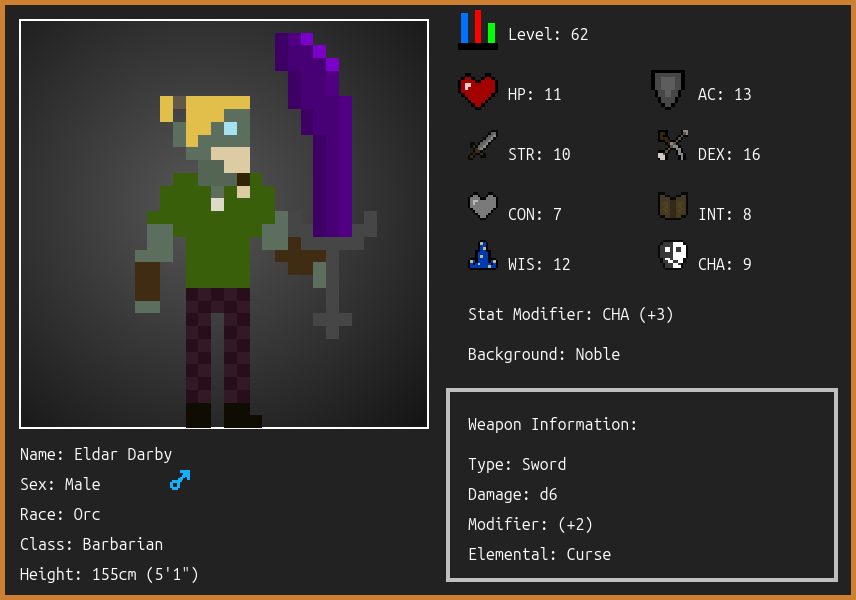 Level: 62
HP: 11
AC: 13
STR: 10
DEX: 16
CON: 7
INT: 8
WIS: 12
CHA: 9
Stat Modifier: CHA (+3)
Background: Noble
Weapon Information:
Type: Sword
Damage: d6
Modifier: (+2)
Elemental: Curse
Name: Eldar Darby
Sex: Male
Race: Orc
Class: Barbarian
Height: 155cm (5'1")